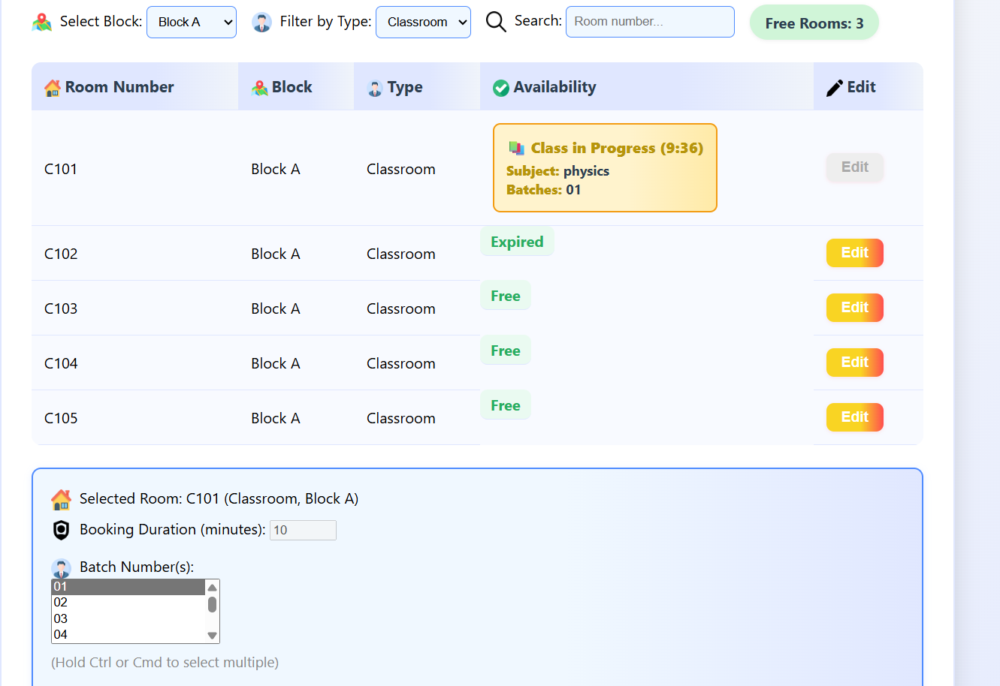 Select Block: Block A Filter by Type: Classroom Search: Room number... Free Rooms: 3
Room Number Block Type Availability Edit
C101 Block A Classroom Class in Progress (9:36) Edit
Subject: physics
Batches: 01
C102 Block A Classroom Expired Edit
C103 Block A Classroom Free Edit
C104 Block A Classroom Free Edit
C105 Block A Classroom Free Edit
Selected Room: C101 (Classroom, Block A)
Booking Duration (minutes): 10
Batch Number(s):
01
02
03
04
(Hold Ctrl or Cmd to select multiple)